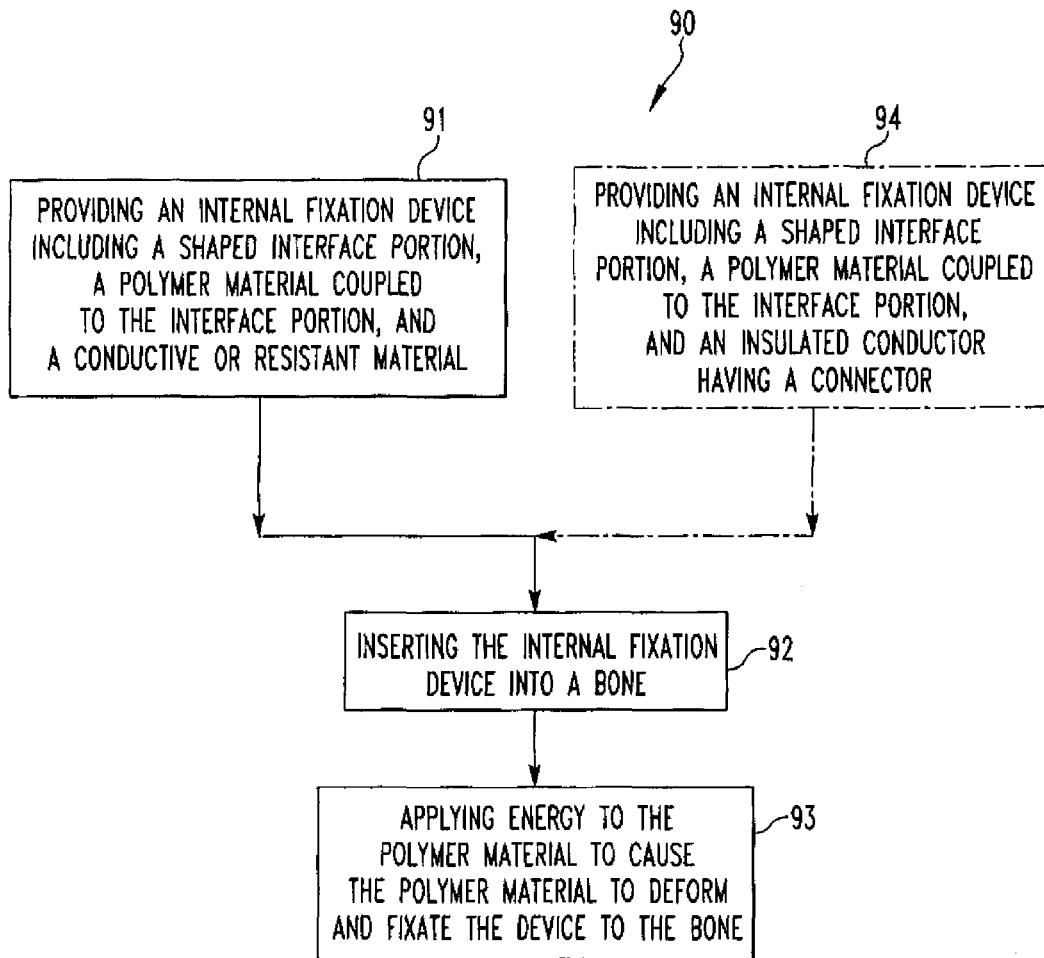 90
91
PROVIDING AN INTERNAL FIXATION DEVICE
INCLUDING A SHAPED INTERFACE PORTION,
A POLYMER MATERIAL COUPLED
TO THE INTERFACE PORTION, AND
A CONDUCTIVE OR RESISTANT MATERIAL
94
PROVIDING AN INTERNAL FIXATION DEVICE
INCLUDING A SHAPED INTERFACE
PORTION, A POLYMER MATERIAL COUPLED
TO THE INTERFACE PORTION,
AND AN INSULATED CONDUCTOR
HAVING A CONNECTOR
INSERTING THE INTERNAL FIXATION
DEVICE INTO A BONE
92
APPLYING ENERGY TO THE
POLYMER MATERIAL TO CAUSE
THE POLYMER MATERIAL TO DEFORM
AND FIXATE THE DEVICE TO THE BONE
93